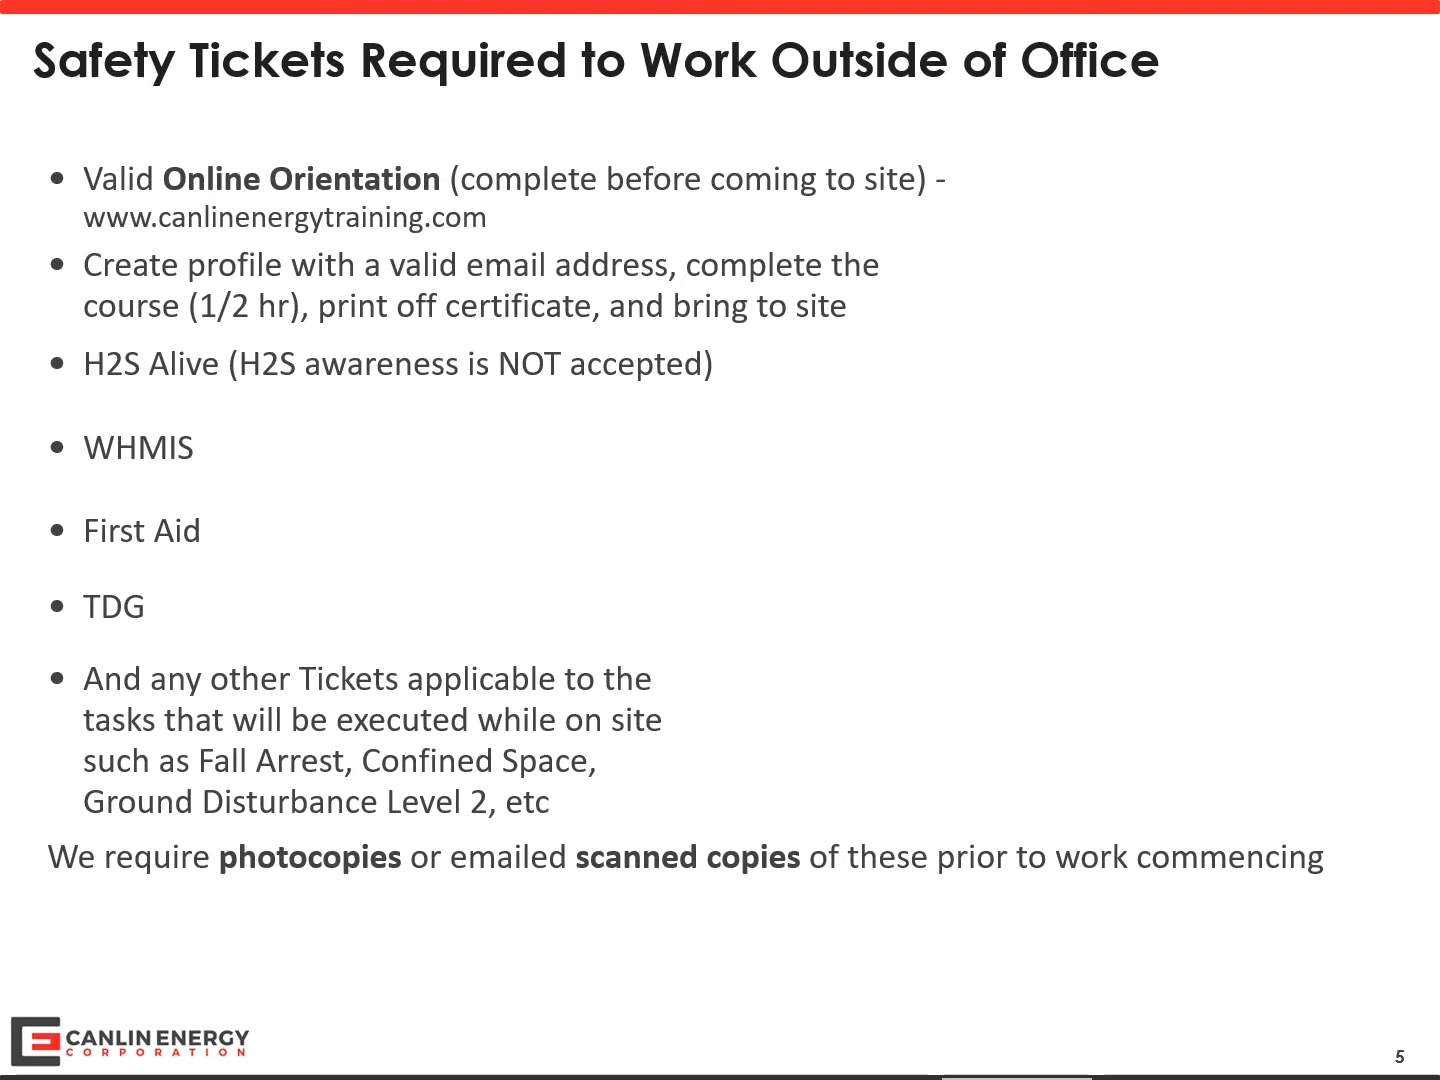 Safety Tickets Required to Work Outside of Office
• Valid Online Orientation (complete before coming to site) -
www.canlinenergytraining.com
• Create profile with a valid email address, complete the
course (1/2 hr), print off certificate, and bring to site
• H2S Alive (H2S awareness is NOT accepted)
• WHMIS
• First Aid
• TDG
• And any other Tickets applicable to the
tasks that will be executed while on site
such as Fall Arrest, Confined Space,
Ground Disturbance Level 2, etc
We require photocopies or emailed scanned copies of these prior to work commencing
CANLIN ENERGY
CORPORATION
5